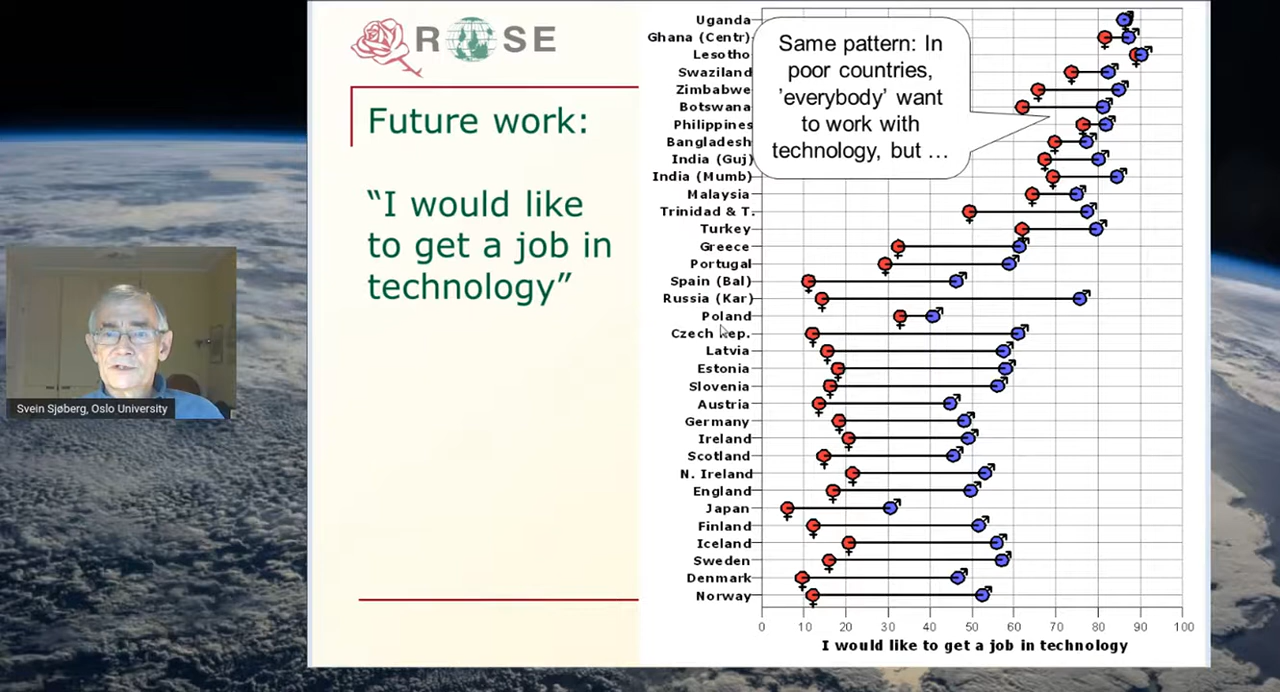 R SE
Future work:
“I would like
to get a job in
technology”
Svein Sjøberg, Oslo University
Same pattern: In
poor countries,
’everybody’ want
to work with
technology, but …
Uganda
Ghana (Centr)
Lesotho
Swaziland
Zimbabwe
Botswana
Philippines
Bangladesh
India (Guj)
India (Mumb)
Malaysia
Trinidad & T.
Turkey
Greece
Portugal
Spain (Bal)
Russia (Kar)
Poland
Czech Rep.
Latvia
Estonia
Slovenia
Austria
Germany
Ireland
Scotland
N. Ireland
England
Japan
Finland
Iceland
Sweden
Denmark
Norway
0 10 20 30 40 50 60 70 80 90 100
I would like to get a job in technology